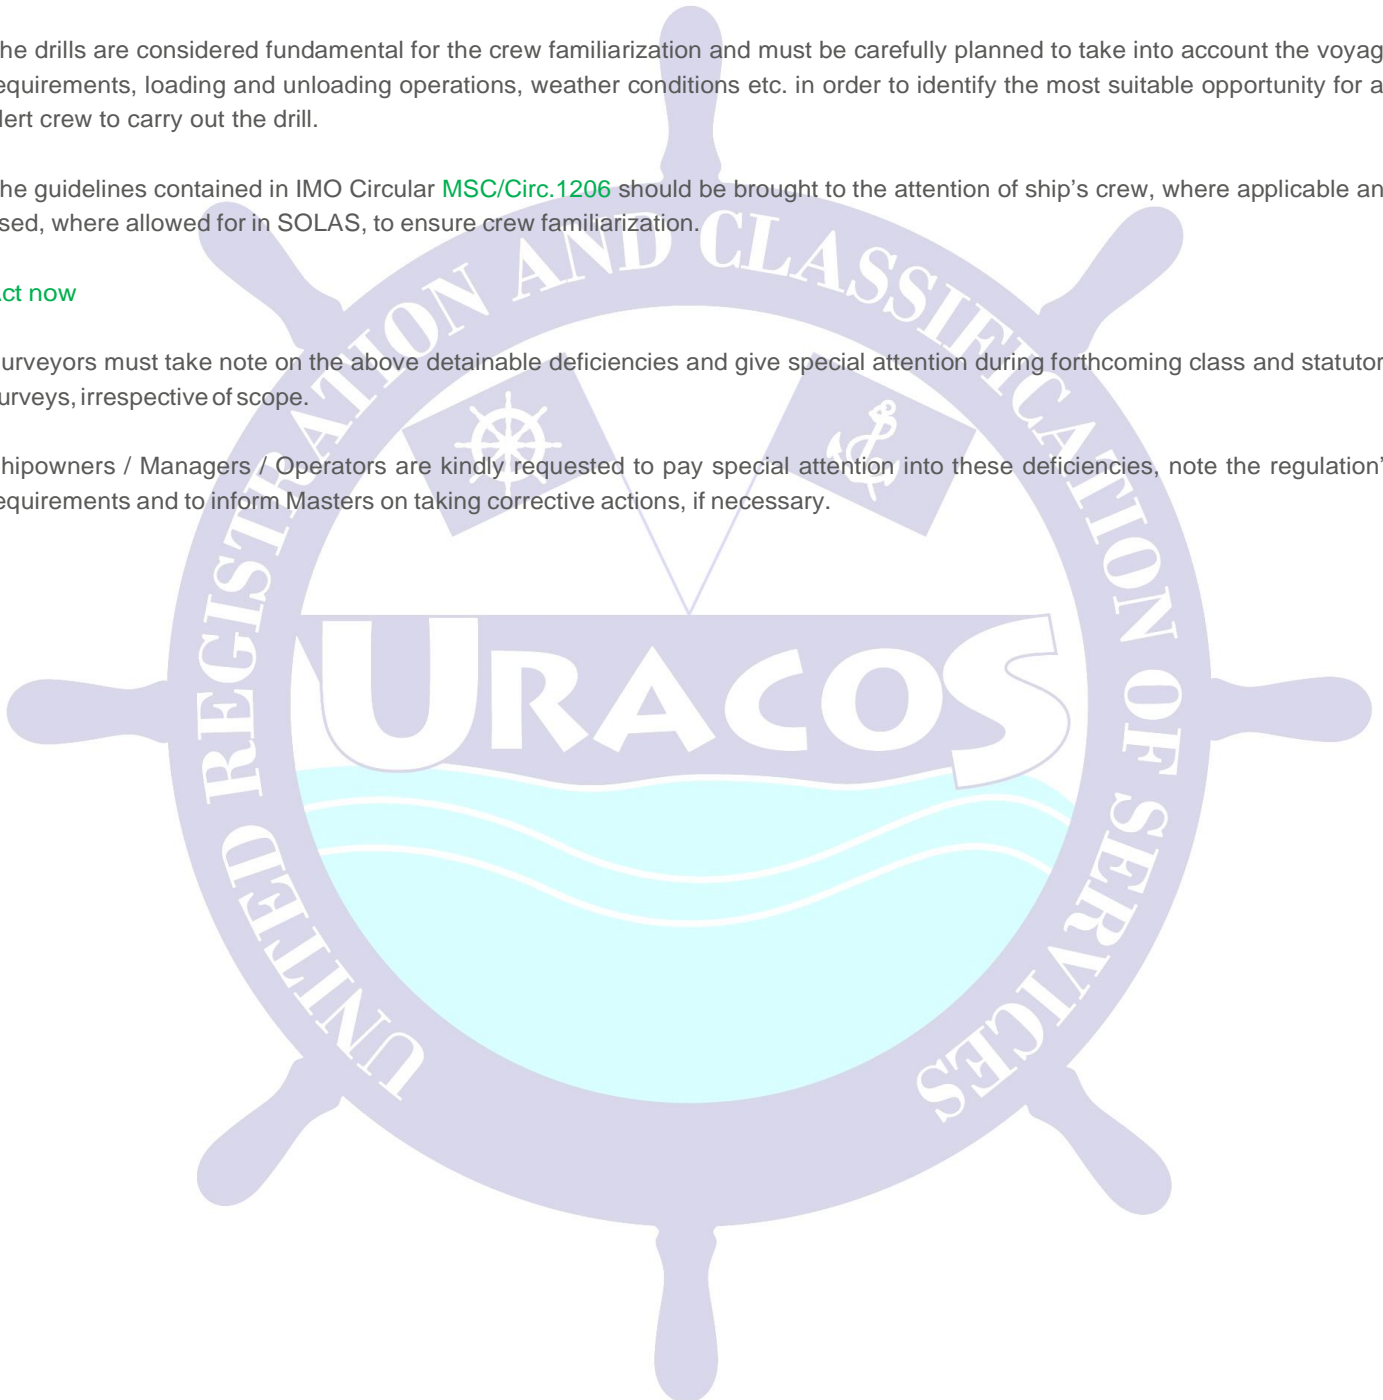 he drills are considered fundamental for the crew familiarization and must be carefully planned to take into account the voyag
equirements, loading and unloading operations, weather conditions etc. in order to identify the most suitable opportunity for a
lert crew to carry out the drill.
he guidelines contained in IMO Circular MSC/Circ.1206 should be brought to the attention of ship's crew, where applicable an
sed, where allowed for in SOLAS, to ensure crew familiarization.
ct now
urveyors must take note on the above detainable deficiencies and give special attention during forthcoming class and statutor
urveys, irrespective of scope.
hipowners / Managers / Operators are kindly requested to pay special attention into these deficiencies, note the regulation'
equirements and to inform Masters on taking corrective actions, if necessary.
UNITED REGISTRATION AND CLASSIFICATION OF SERVICES
URACOS